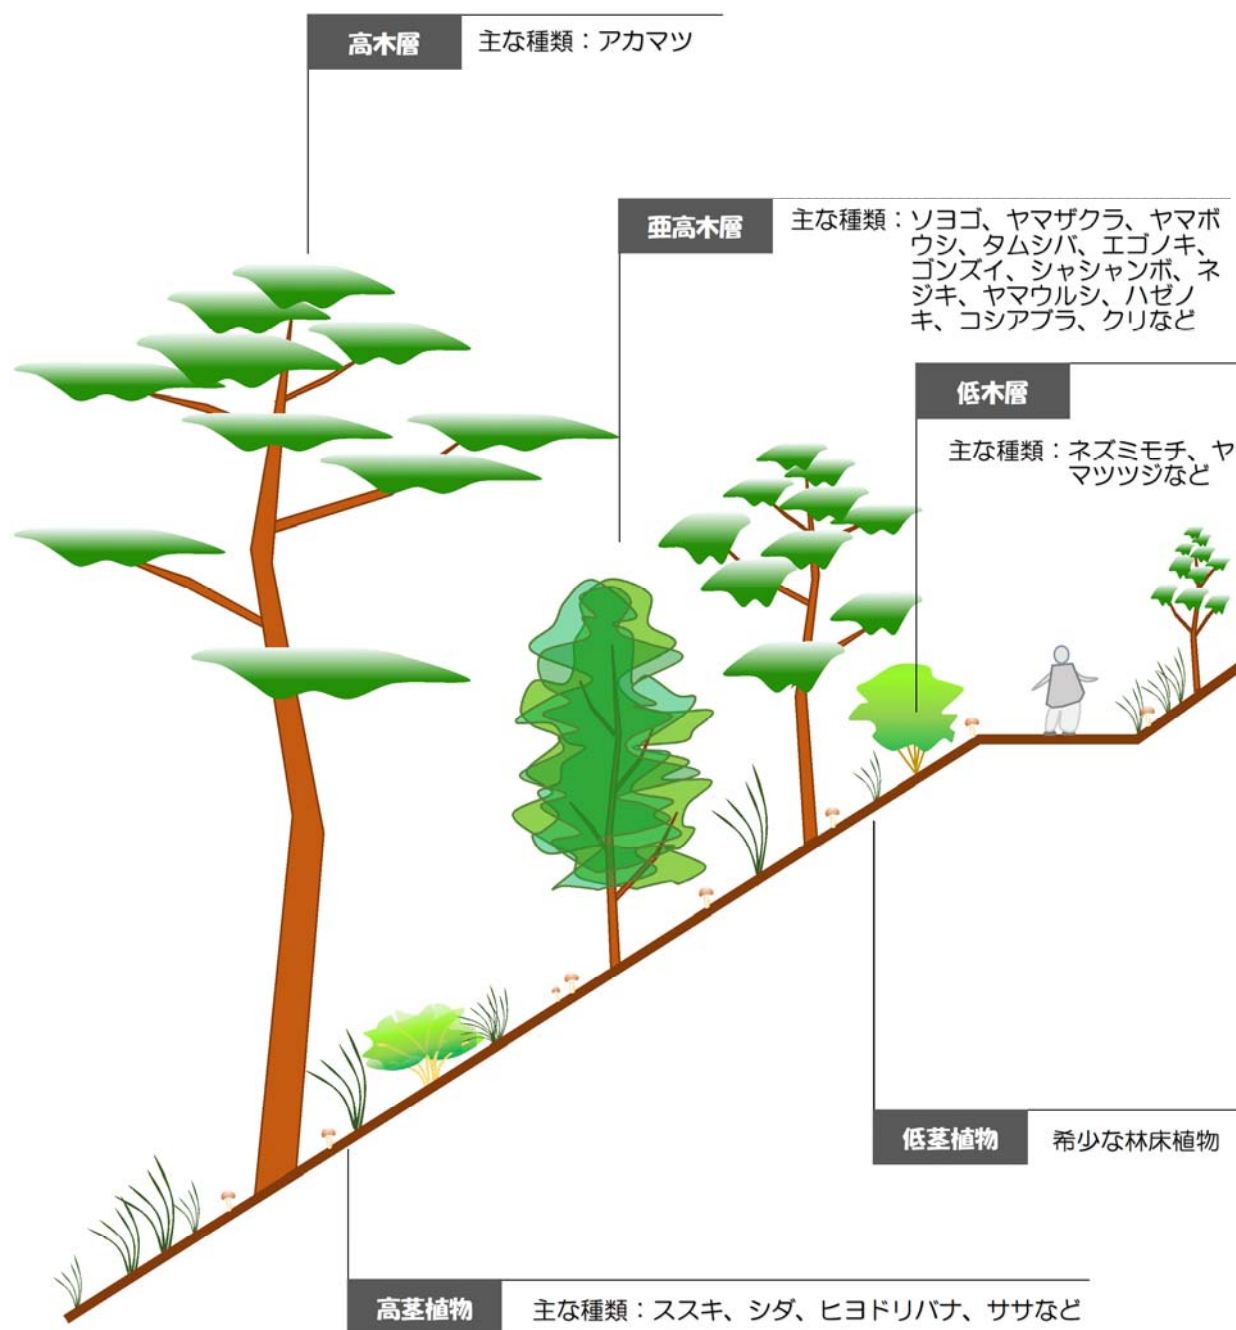 高木層
主な種類：アカマツ
亜高木層
主な種類：ソヨゴ、ヤマザクラ、ヤマボ
ウシ、タムシバ、エゴノキ、
ゴンズイ、シャシャンボ、ネ
ジキ、ヤマウルシ、ハゼノ
キ、コシアブラ、クリなど
低木層
主な種類：ネズミモチ、ヤ
マツツジなど
低茎植物
希少な林床植物
高茎植物
主な種類：ススキ、シダ、ヒヨドリバナ、ササなど